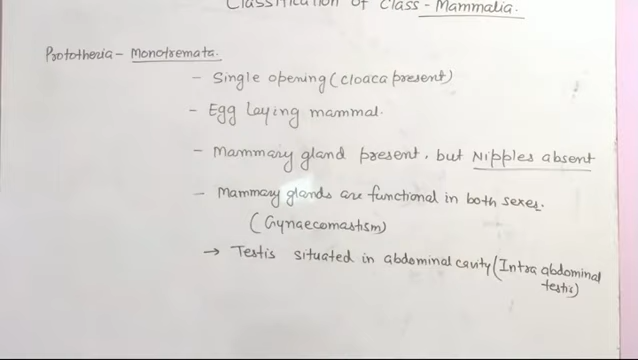 Classification of Class - Mammalia.
Prototheria - Monotremata.
- Single opening (Cloaca present)
- Egg laying mammal.
- Mammary gland present, but Nipples absent
- Mammary glands are functional in both sexes.
(Gynaecomastism)
→ Testis situated in abdominal cavity (Intra abdominal
testis)